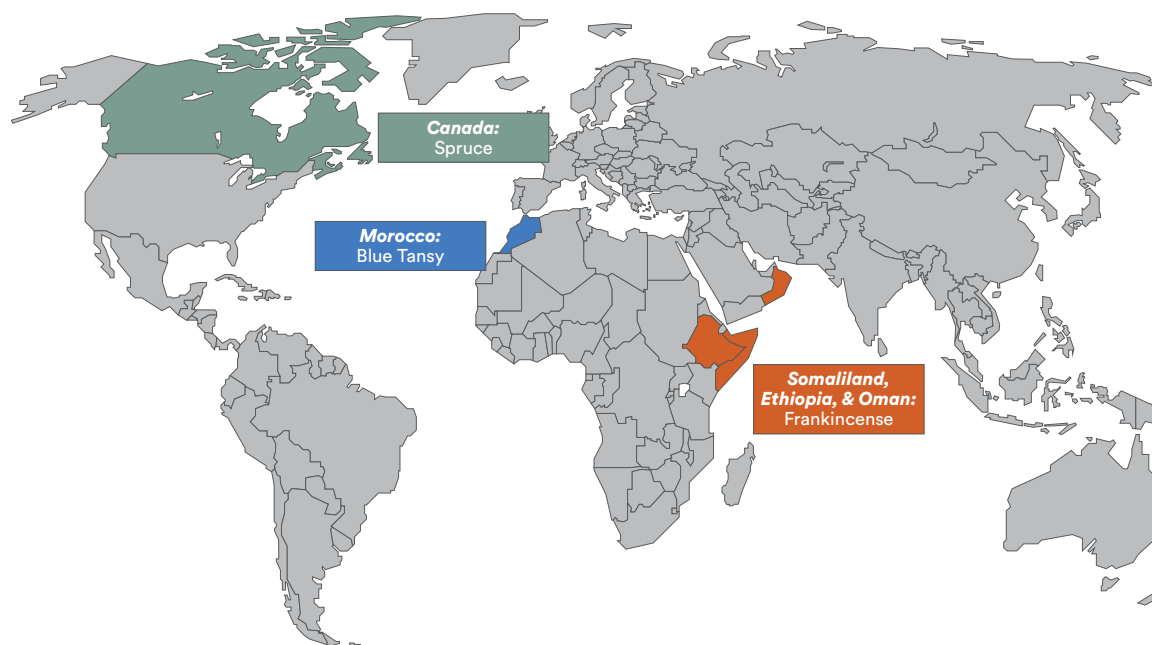 Canada:
Spruce
Morocco:
Blue Tansy
Somaliland,
Ethiopia, & Oman:
Frankincense